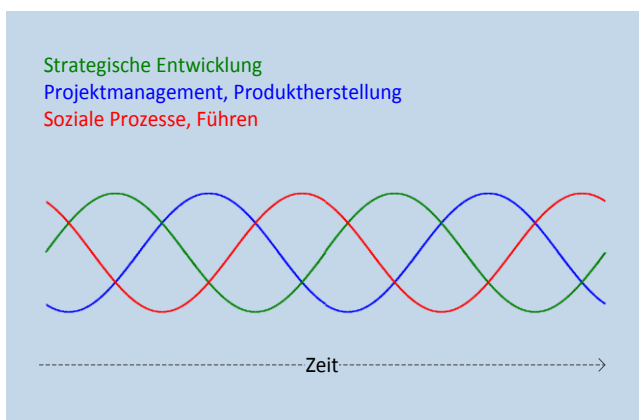 Strategische Entwicklung
Projektmanagement, Produktherstellung
Soziale Prozesse, Führen
Zeit